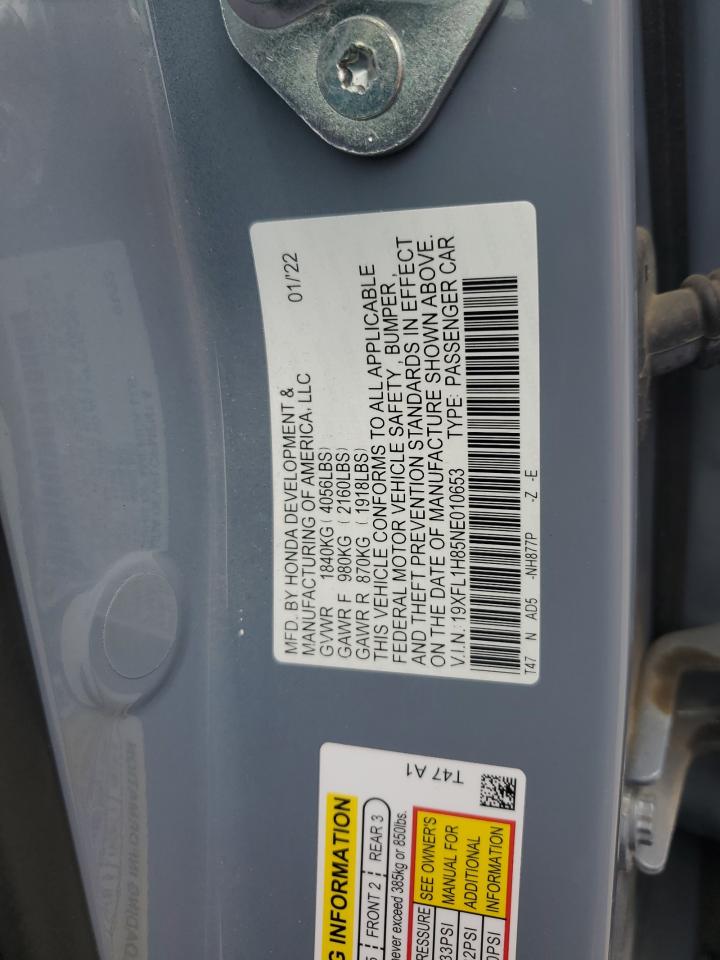 MFD. BY HONDA DEVELOPMENT &
MANUFACTURING OF AMERICA, LLC 01/'22
GVWR 1840KG (4056LBS)
GAWR F 980KG (2160LBS)
GAWR R 870KG (1918LBS)
THIS VEHICLE CONFORMS TO ALL APPLICABLE
FEDERAL MOTOR VEHICLE SAFETY, BUMPER,
AND THEFT PREVENTION STANDARDS IN EFFECT
ON THE DATE OF MANUFACTURE SHOWN ABOVE.
V.I.N.: 19XFL1H85NE010653 TYPE: PASSENGER CAR
T47 N AD5 -NH877P -Z -E
T47 A1
INFORMATION
FRONT 2 REAR 3
never exceed 385kg or 850lbs.
SEE OWNER'S
MANUAL FOR
ADDITIONAL
INFORMATION
33PSI